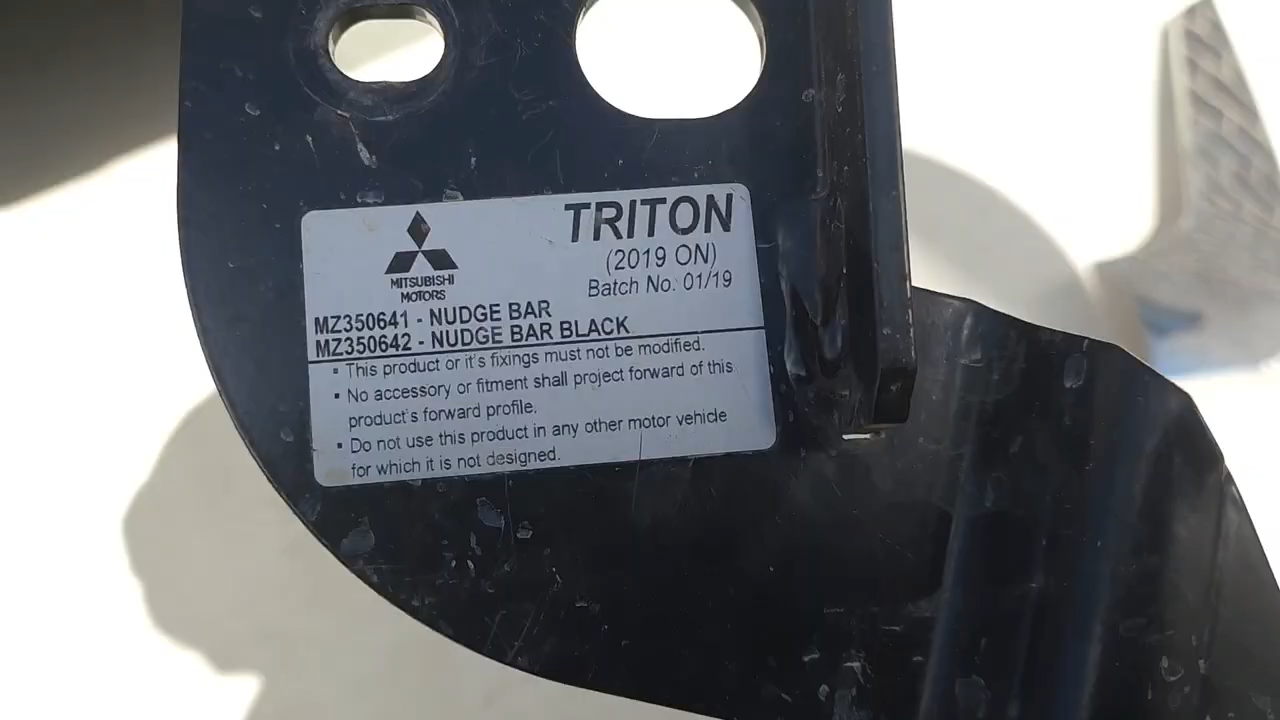 MITSUBISHI
MOTORS
TRITON
(2019 ON)
Batch No: 01/19
MZ350641 - NUDGE BAR
MZ350642 - NUDGE BAR BLACK
▪ This product or it's fixings must not be modified.
▪ No accessory or fitment shall project forward of this
product's forward profile.
▪ Do not use this product in any other motor vehicle
for which it is not designed.